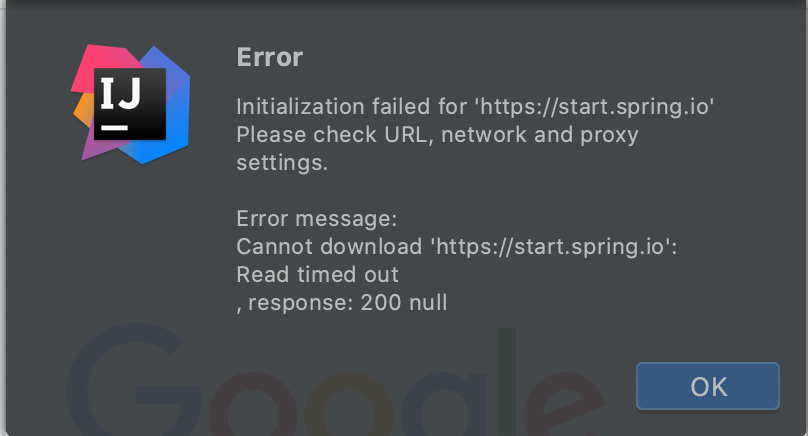 IJ
Error
Initialization failed for 'https://start.spring.io'
Please check URL, network and proxy
settings.
Error message:
Cannot download 'https://start.spring.io':
Read timed out
, response: 200 null
Google
OK